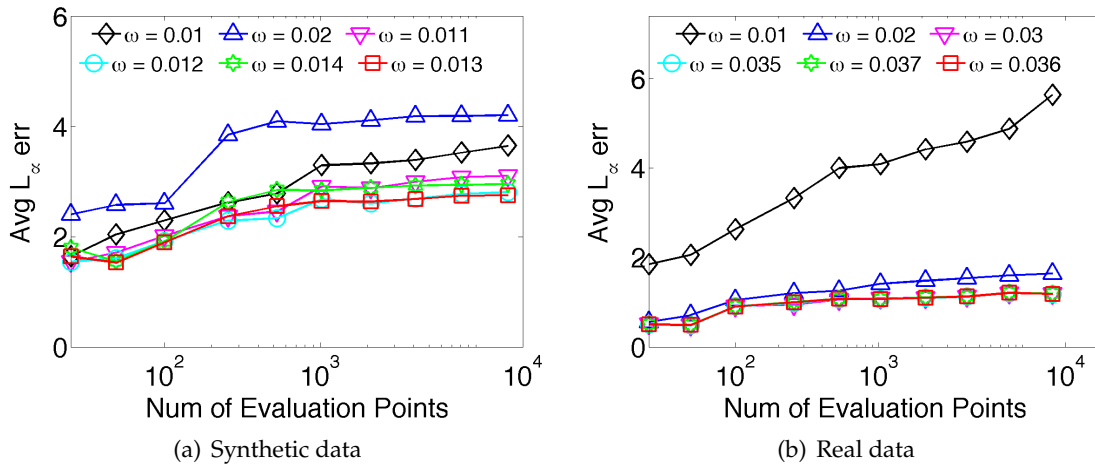 6
ω = 0.01 ω = 0.02 ω = 0.011
ω = 0.012 ω = 0.014 ω = 0.013
4
2
0
Avg Lα err
10² 10³ 10⁴
Num of Evaluation Points
(a) Synthetic data
ω = 0.01 ω = 0.02 ω = 0.03
6
ω = 0.035 ω = 0.037 ω = 0.036
4
2
0
Avg Lα err
10² 10³ 10⁴
Num of Evaluation Points
(b) Real data